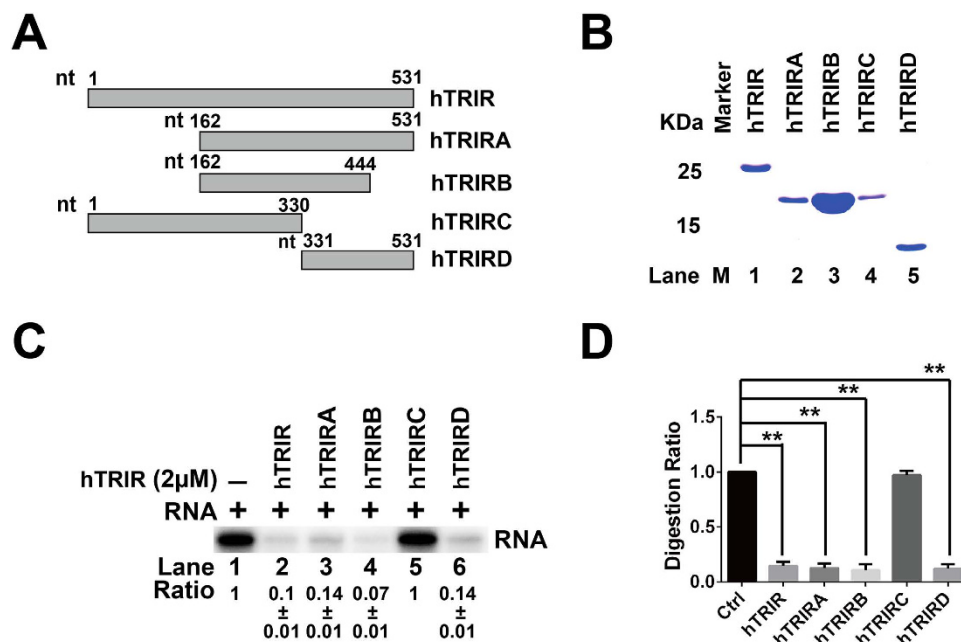 A
nt 1 531
hTRIR
nt 162 531
hTRIRA
nt 162 444
hTRIRB
nt 1 330
hTRIRC
nt 331 531
hTRIRD
B
KDa Marker hTRIR hTRIRA hTRIRB hTRIRC hTRIRD
25
15
Lane M 1 2 3 4 5
C
hTRIR hTRIRA hTRIRB hTRIRC hTRIRD
hTRIR (2µM) –
RNA + + + + + +
RNA
Lane 1 2 3 4 5 6
Ratio 1 0.1 0.14 0.07 1 0.14
± ± ± ±
0.01 0.01 0.01 0.01
D
**
**
**
**
Digestion Ratio
1.5
1.0
0.5
0.0
Ctrl hTRIR hTRIRA hTRIRB hTRIRC hTRIRD